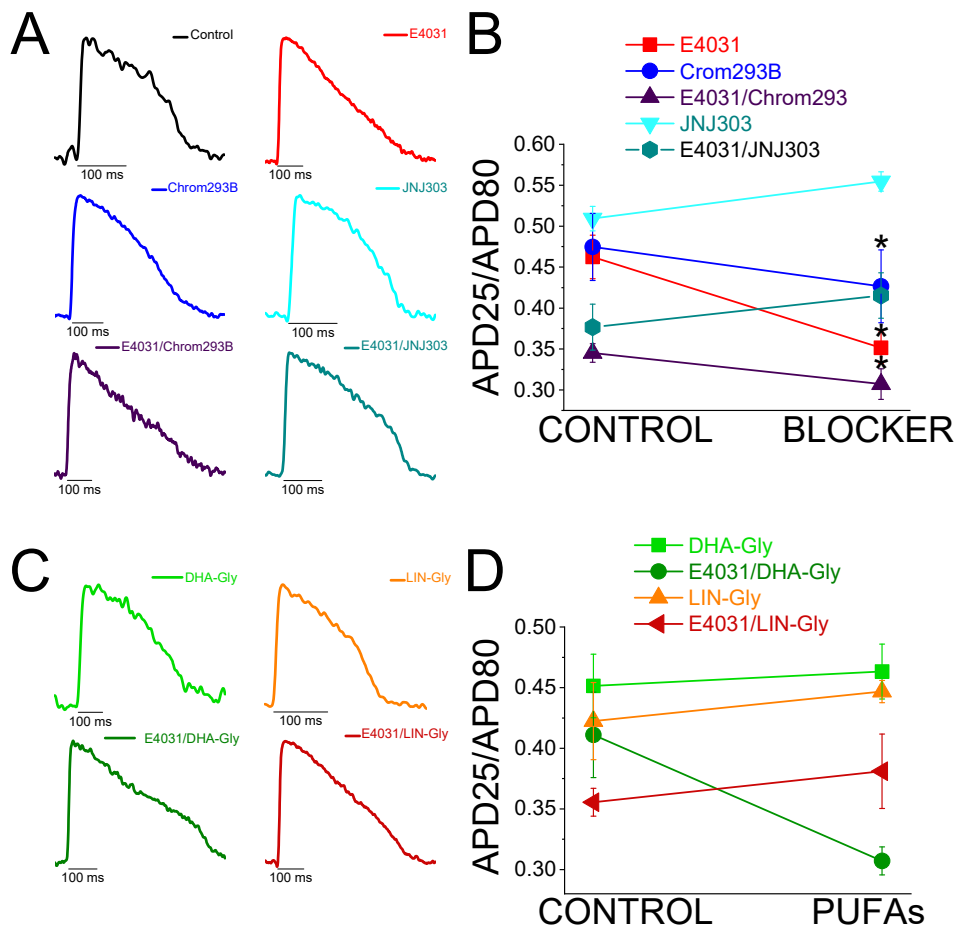 A
Control
100 ms
E4031
100 ms
Chrom293B
100 ms
JNJ303
100 ms
E4031/Chrom293B
100 ms
E4031/JNJ303
100 ms
B
E4031
Crom293B
E4031/Chrom293
JNJ303
E4031/JNJ303
APD25/APD80
0.60
0.55
0.50
0.45
0.40
0.35
0.30
*
*
*
CONTROL
BLOCKER
C
DHA-Gly
100 ms
LIN-Gly
100 ms
E4031/DHA-Gly
100 ms
E4031/LIN-Gly
100 ms
D
DHA-Gly
E4031/DHA-Gly
LIN-Gly
E4031/LIN-Gly
APD25/APD80
0.50
0.45
0.40
0.35
0.30
CONTROL
PUFAs